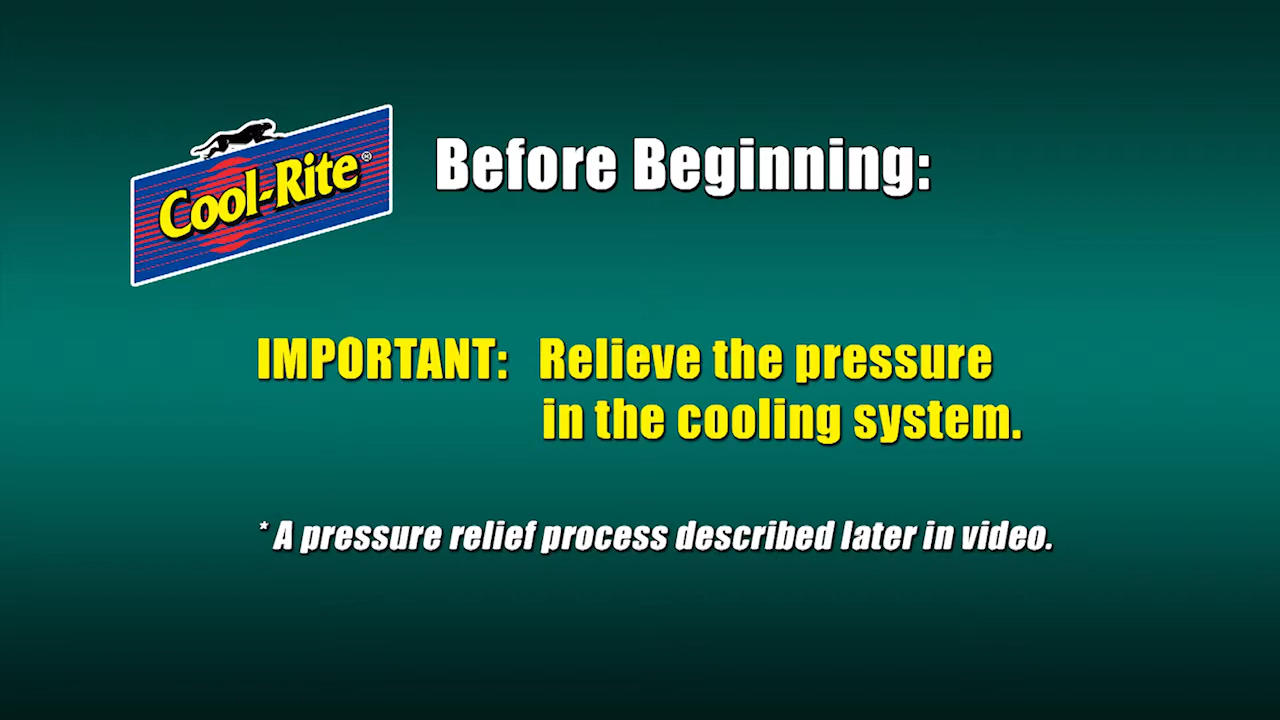 Cool-Rite®
Before Beginning:
IMPORTANT: Relieve the pressure
in the cooling system.
* A pressure relief process described later in video.